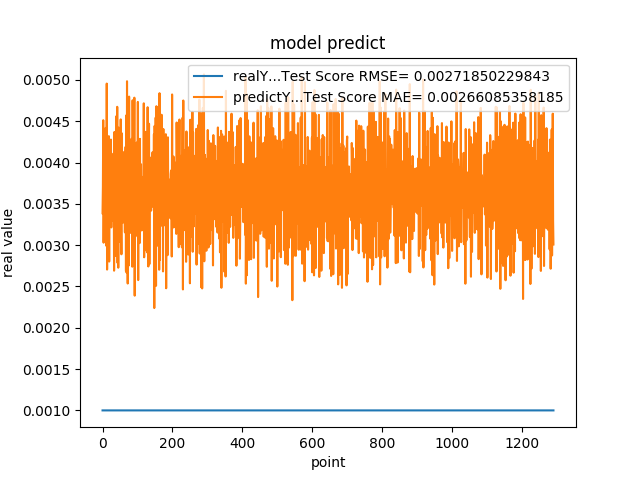 model predict
realY...Test Score RMSE= 0.00271850229843
predictY...Test Score MAE= 0.00266085358185
0.0050
0.0045
0.0040
0.0035
0.0030
0.0025
0.0020
0.0015
0.0010
real value
0 200 400 600 800 1000 1200
point